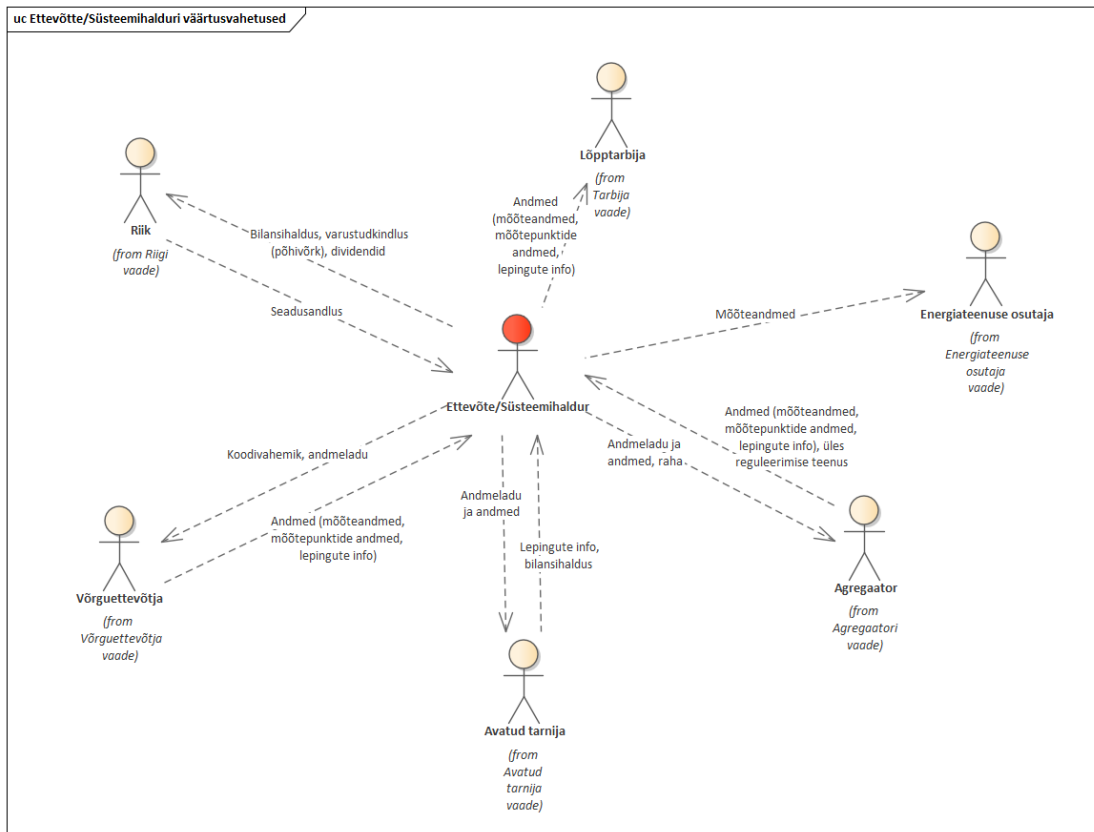 uc Ettevõtte/Süsteemihalduri väärtusvahetused
Lõpptarbija
(from
Tarbija
vaade)
Riik
(from Riigi
vaade)
Andmed
(mõõteandmed,
mõõtepunktide
andmed,
lepingute info)
Bilansihaldus, varustudkindlus
(põhivõrk), dividendid
Seadusandlus
Energiateenuse osutaja
(from
Energiateenuse
osutaja
vaade)
Mõõteandmed
Ettevõte/Süsteemihaldur
Andmed (mõõteandmed,
mõõtepunktide andmed,
lepingute info), üles
reguleerimise teenus
Andmeladu ja
andmed, raha
Koodivahemik, andmeladu
Andmeladu
ja andmed
Andmed (mõõteandmed,
mõõtepunktide andmed,
lepingute info)
Lepingute info,
bilansihaldus
Võrguettevõtja
(from
Võrguettevõtja
vaade)
Agregaator
(from
Agregaatori
vaade)
Avatud tarnija
(from
Avatud
tarnija
vaade)